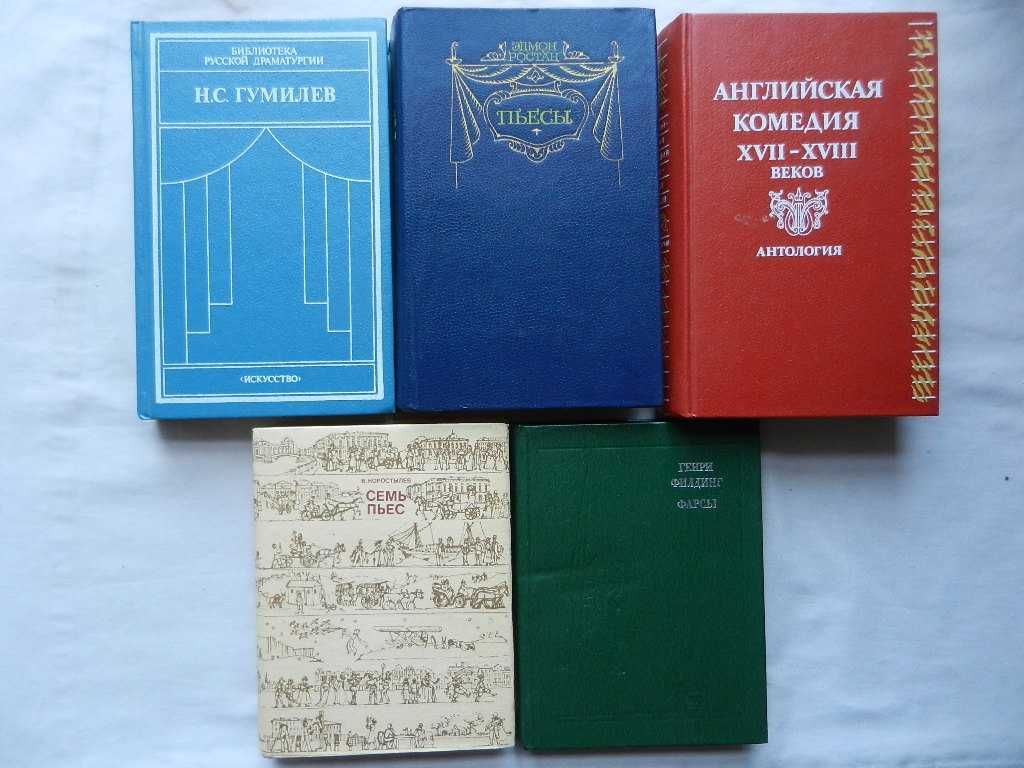 БИБЛИОТЕКА
РУССКОЙ ДРАМАТУРГИИ
Н.С. ГУМИЛЕВ
‹ИСКУССТВО›
ЭДМОН
РОСТАН
ПЬЕСЫ
АНГЛИЙСКАЯ
КОМЕДИЯ
XVII-XVIII
ВЕКОВ
АНТОЛОГИЯ
В. КОРОСТЫЛЕВ
СЕМЬ
ПЬЕС
ГЕНРИ
ФИЛДИНГ
ФАРСЫ